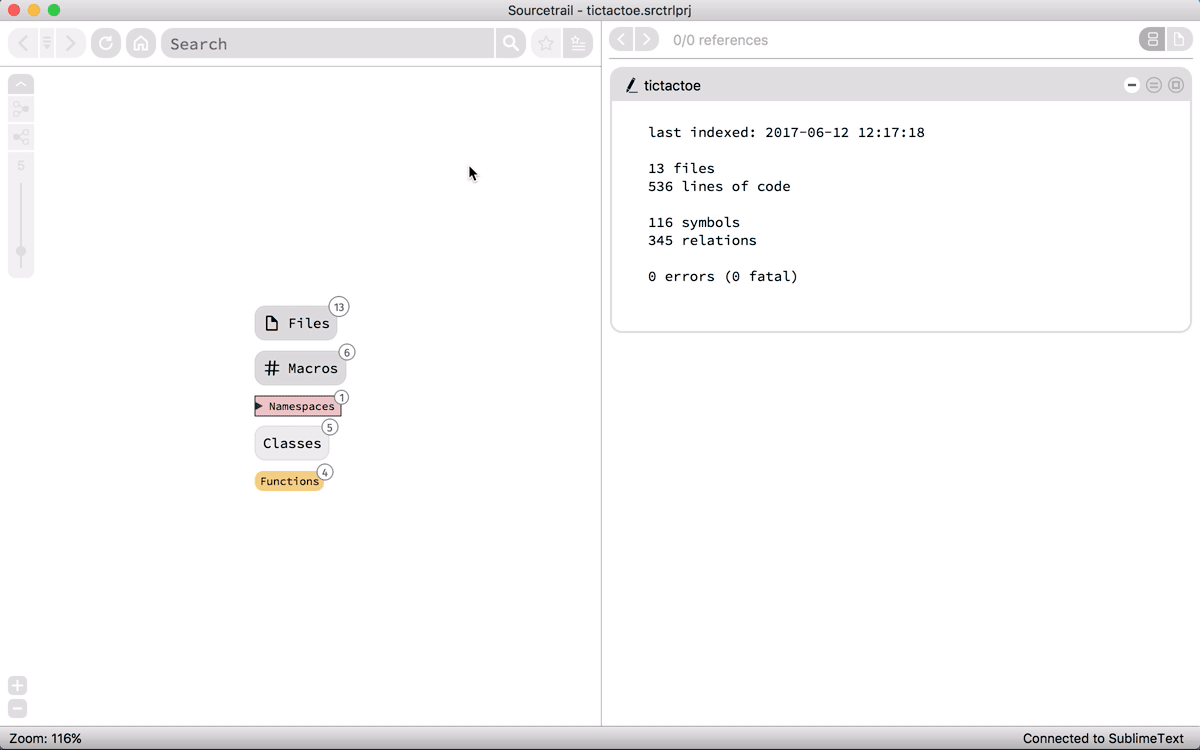 Sourcetrail - tictactoe.srctrlprj
Search
0/0 references
5
tictactoe
last indexed: 2017-06-12 12:17:18
13 files
536 lines of code
116 symbols
345 relations
0 errors (0 fatal)
13
Files
6
# Macros
1
Namespaces
5
Classes
4
Functions
Zoom: 116%
Connected to SublimeText